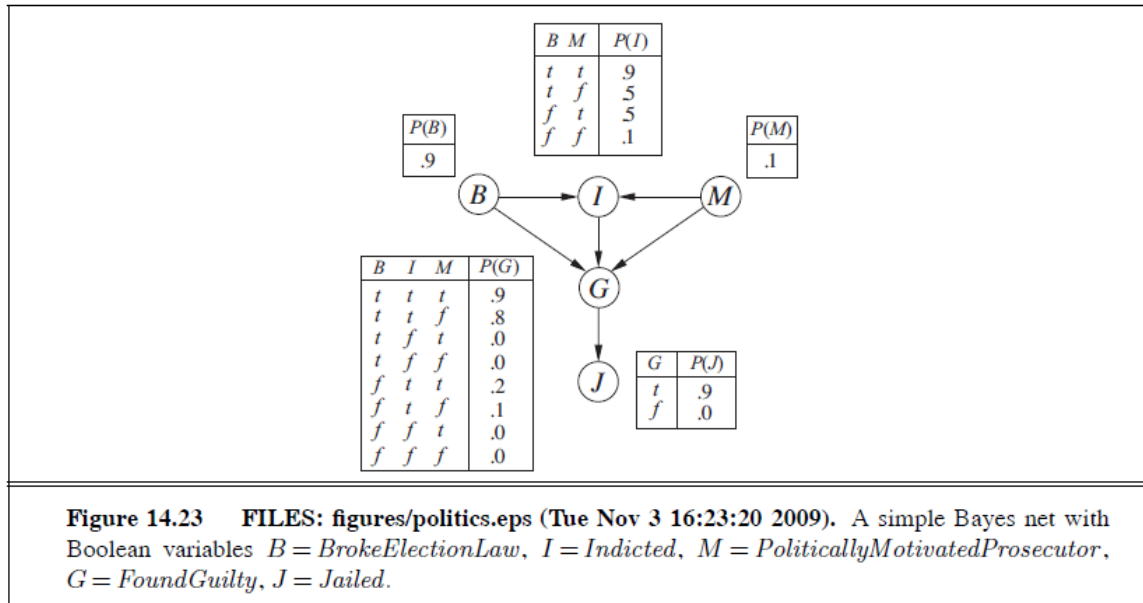 B M P(I)
t t .9
t f .5
f t .5
f f .1
P(B)
.9
P(M)
.1
B I M
B I M P(G)
t t t .9
t t f .8
t f t .0
t f f .0
f t t .2
f t f .1
f f t .0
f f f .0
G
J
G P(J)
t .9
f .0
Figure 14.23 FILES: figures/politics.eps (Tue Nov 3 16:23:20 2009). A simple Bayes net with
Boolean variables B = BrokeElectionLaw, I = Indicted, M = PoliticallyMotivatedProsecutor,
G = FoundGuilty, J = Jailed.